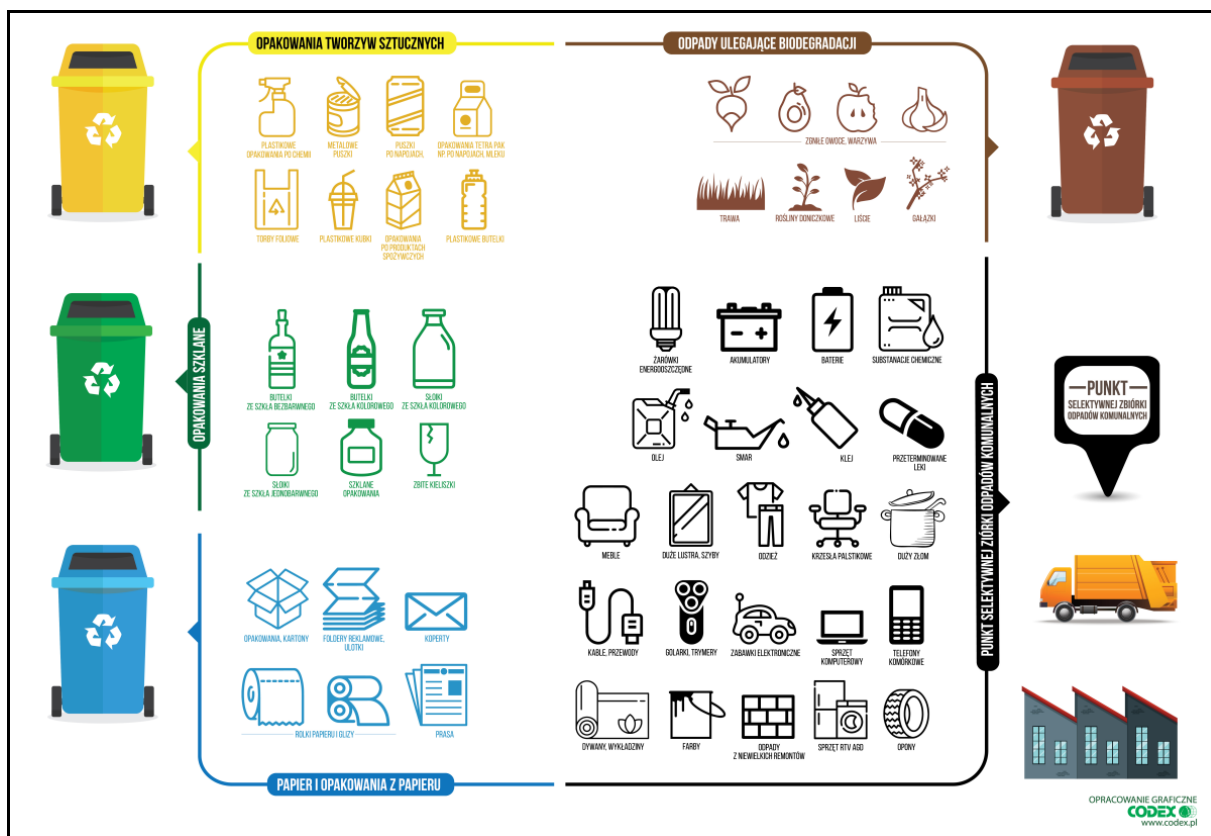 OPAKOWANIA TWORZYW SZTUCZNYCH
PLASTIKOWE
OPAKOWANIA PO CHEMII
METALOWE
PUSZKI
PUSZKI
PO NAPOJACH,
OPAKOWANIA TETRA PAK
NP. PO NAPOJACH, MLEKU
TORBY FOLIOWE
PLASTIKOWE KUBKI
OPAKOWANIA
PO PRODUKTACH
SPOŻYWCZYCH
PLASTIKOWE BUTELKI
ODPADY ULEGAJĄCE BIODEGRADACJI
ZGNIŁE OWOCE, WARZYWA
TRAWA
ROŚLINY DONICZKOWE
LIŚCIE
GAŁĄZKI
OPAKOWANIA SZKLANE
BUTELKI
ZE SZKŁA BEZBARWNEGO
BUTELKI
ZE SZKŁA KOLOROWEGO
SŁOIKI
ZE SZKŁA KOLOROWEGO
SŁOIKI
ZE SZKŁA JEDNOBARWNEGO
SZKLANE
OPAKOWANIA
ZBITE KIELISZKI
PUNKT SELEKTYWNEJ ZIÓRKI ODPADÓW KOMUNALNYCH
ŻARÓWKI
ENERGOOSZCZĘDNE
AKUMULATORY
BATERIE
SUBSTANACJE CHEMICZNE
OLEJ
SMAR
KLEJ
PRZETERMINOWANE
LEKI
MEBLE
DUŻE LUSTRA, SZYBY
ODZIEŻ
KRZESŁA PALSTIKOWE
DUŻY ZŁOM
KABLE, PRZEWODY
GOLARKI, TRYMERY
ZABAWKI ELEKTRONICZNE
SPRZĘT
KOMPUTEROWY
TELEFONY
KOMÓRKOWE
DYWANY, WYKŁADZINY
FARBY
ODPADY
Z NIEWIELKICH REMONTÓW
SPRZĘT RTV AGD
OPONY
PUNKT
SELEKTYWNEJ ZBIÓRKI
ODPADÓW KOMUNALNYCH
OPAKOWANIA, KARTONY
FOLDERY REKLAMOWE,
ULOTKI
KOPERTY
ROLKI PAPIERU I GLIZY
PRASA
PAPIER I OPAKOWANIA Z PAPIERU
OPRACOWANIE GRAFICZNE
CODEX
www.codex.pl